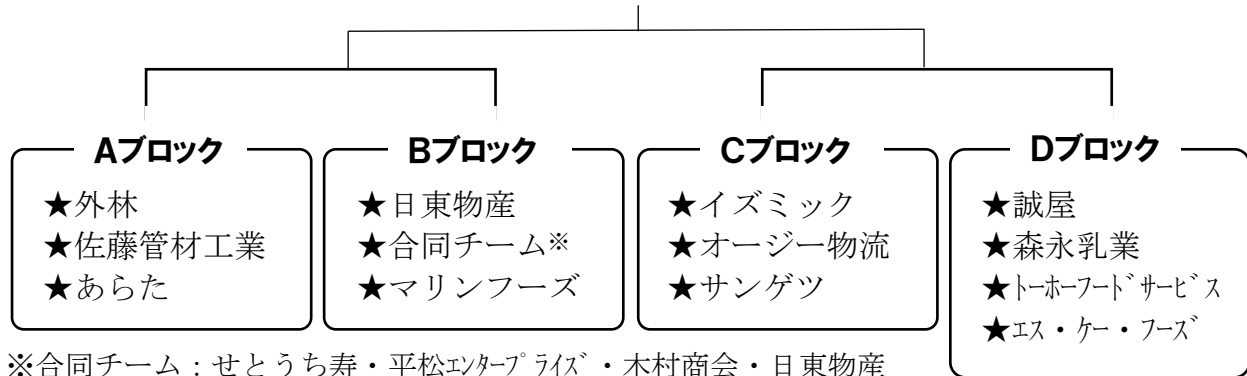 Aブロック
★外林
★佐藤管材工業
★あらた
Bブロック
★日東物産
★合同チーム※
★マリンフーズ
Cブロック
★イズミック
★オージー物流
★サンゲツ
Dブロック
★誠屋
★森永乳業
★ﾄｰﾎｰﾌｰﾄﾞｻｰﾋﾞｽ
★ｴｽ・ｹｰ・ﾌｰｽﾞ
※合同チーム：せとうち寿・平松ｴﾝﾀｰﾌﾟﾗｲｽﾞ・木村商会・日東物産